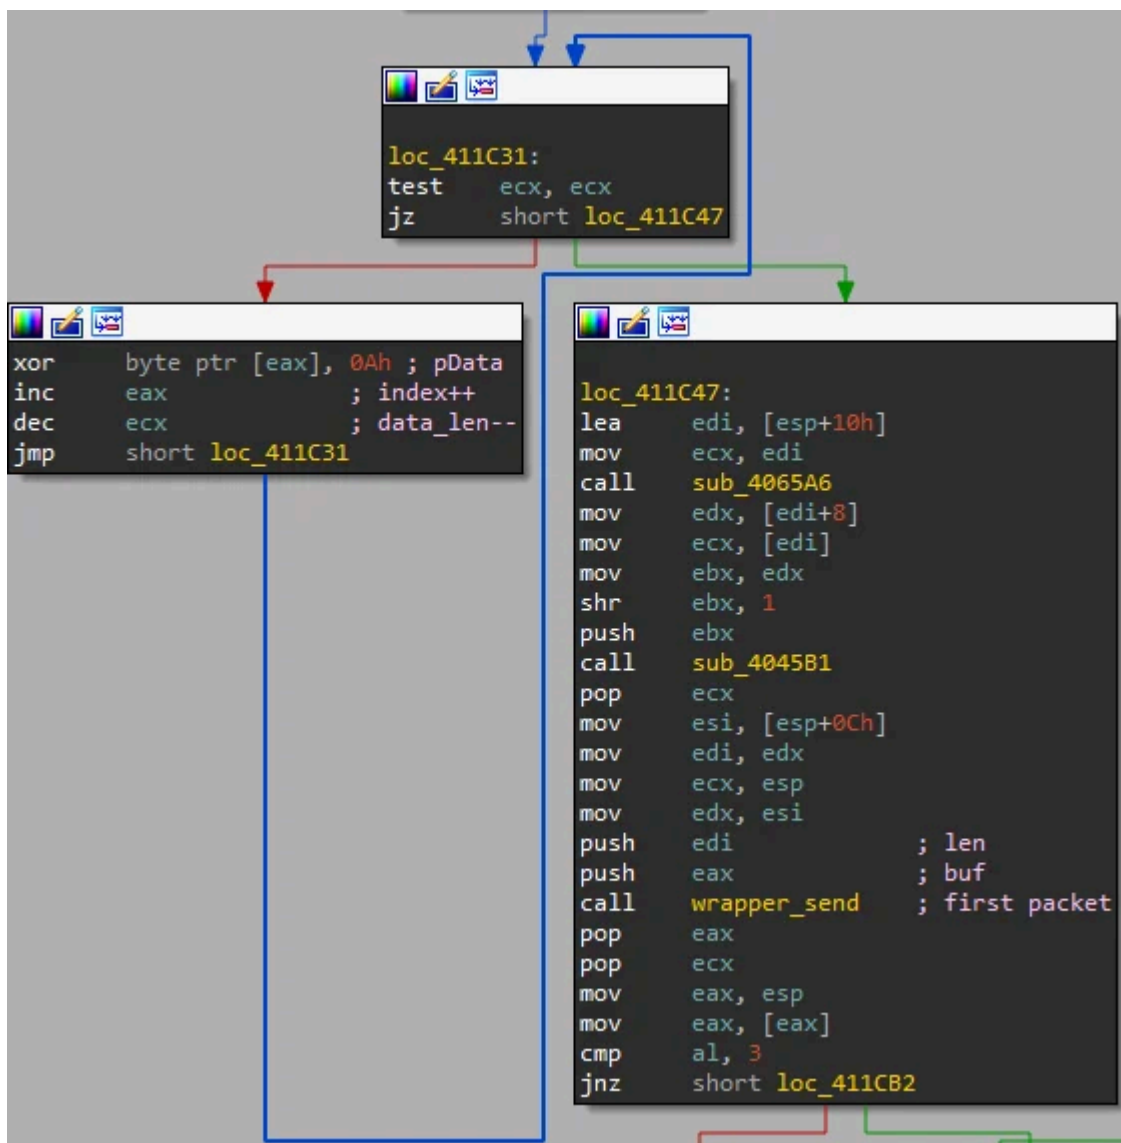 loc_411C31:
test ecx, ecx
jz short loc_411C47
xor byte ptr [eax], 0Ah ; pData
inc eax ; index++
dec ecx ; data_len--
jmp short loc_411C31
loc_411C47:
lea edi, [esp+10h]
mov ecx, edi
call sub_4065A6
mov edx, [edi+8]
mov ecx, [edi]
mov ebx, edx
shr ebx, 1
push ebx
call sub_4045B1
pop ecx
mov esi, [esp+0Ch]
mov edi, edx
mov ecx, esp
mov edx, esi
push edi ; len
push eax ; buf
call wrapper_send ; first packet
pop eax
pop ecx
mov eax, esp
mov eax, [eax]
cmp al, 3
jnz short loc_411CB2